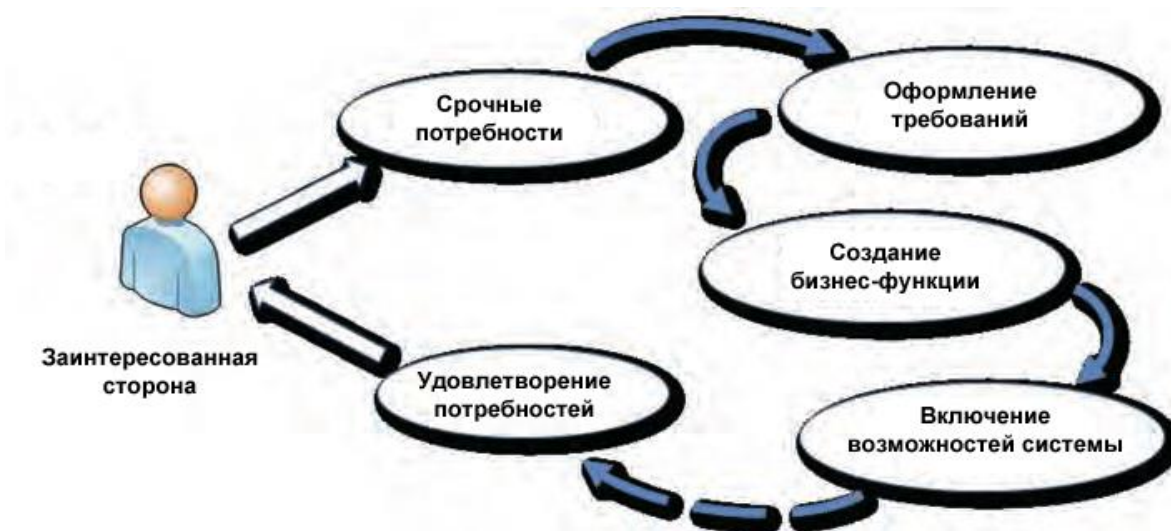 Срочные
потребности
Оформление
требований
Создание
бизнес-функции
Включение
возможностей системы
Удовлетворение
потребностей
Заинтересованная
сторона